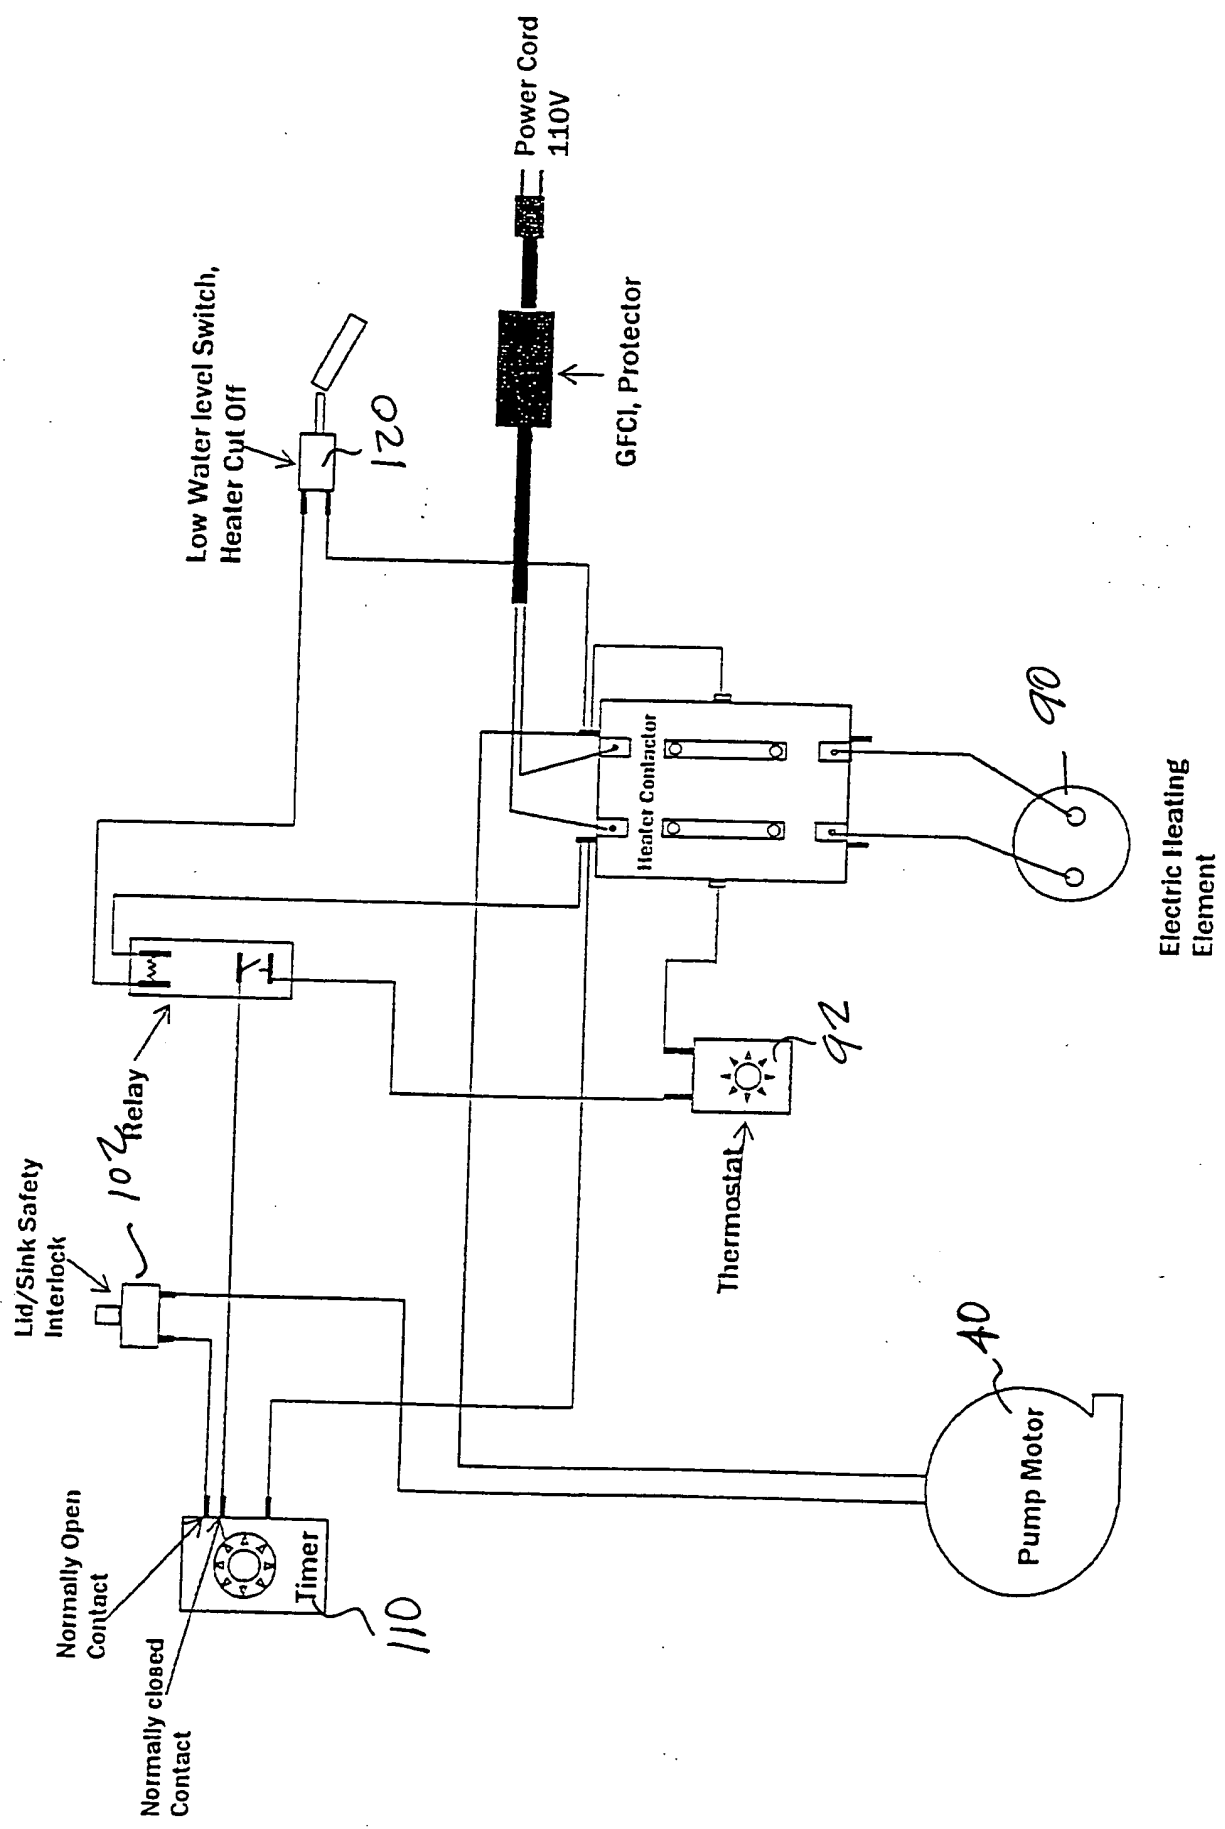 Lid/Sink Safety
Interlock
102
Relay
Low Water level Switch,
Heater Cut Off
120
Power Cord
110V
GFCI, Protector
Normally Open
Contact
Normally closed
Contact
Timer
110
Heater Contactor
Thermostat
92
90
Electric Heating
Element
Pump Motor
40